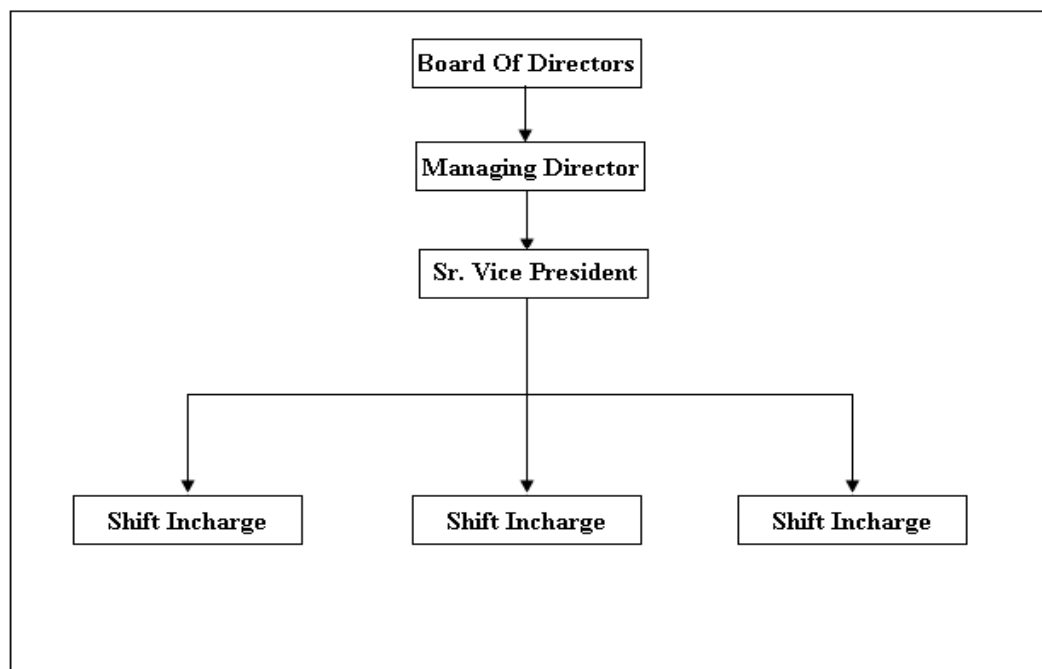 Board Of Directors
Managing Director
Sr. Vice President
Shift Incharge
Shift Incharge
Shift Incharge